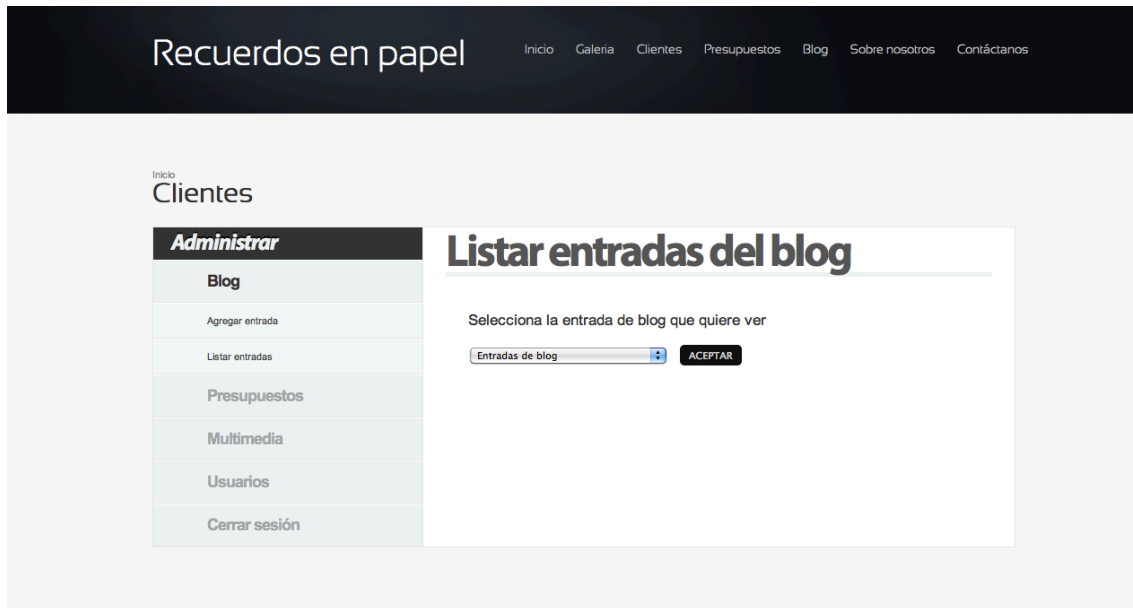 Recuerdos en papel
Inicio Galeria Clientes Presupuestos Blog Sobre nosotros Contáctanos
Inicio
Clientes
Administrar
Blog
Agregar entrada
Listar entradas
Presupuestos
Multimedia
Usuarios
Cerrar sesión
Listar entradas del blog
Selecciona la entrada de blog que quiere ver
Entradas de blog ACEPTAR